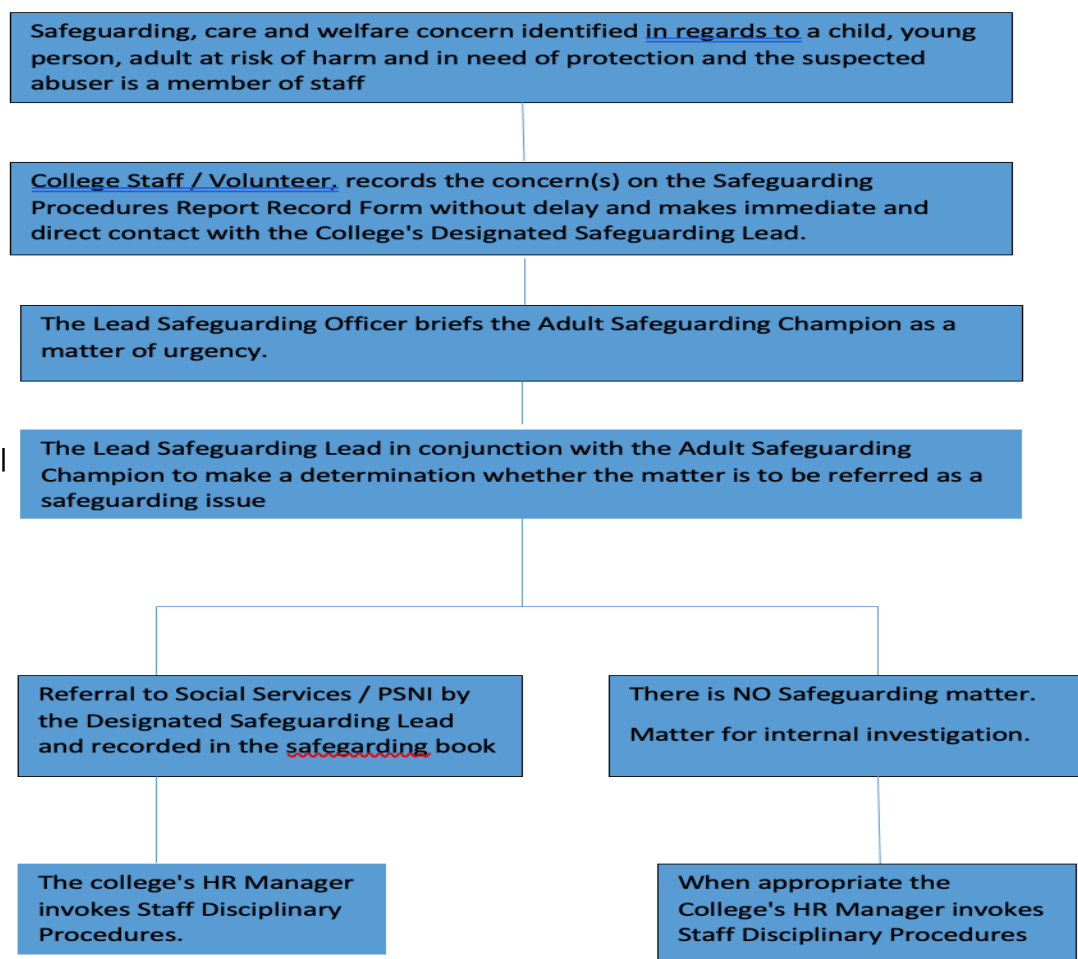 Safeguarding, care and welfare concern identified in regards to a child, young
person, adult at risk of harm and in need of protection and the suspected
abuser is a member of staff
College Staff / Volunteer, records the concern(s) on the Safeguarding
Procedures Report Record Form without delay and makes immediate and
direct contact with the College's Designated Safeguarding Lead.
The Lead Safeguarding Officer briefs the Adult Safeguarding Champion as a
matter of urgency.
The Lead Safeguarding Lead in conjunction with the Adult Safeguarding
Champion to make a determination whether the matter is to be referred as a
safeguarding issue
Referral to Social Services / PSNI by
the Designated Safeguarding Lead
and recorded in the safegarding book
There is NO Safeguarding matter.
Matter for internal investigation.
The college's HR Manager
invokes Staff Disciplinary
Procedures.
When appropriate the
College's HR Manager invokes
Staff Disciplinary Procedures